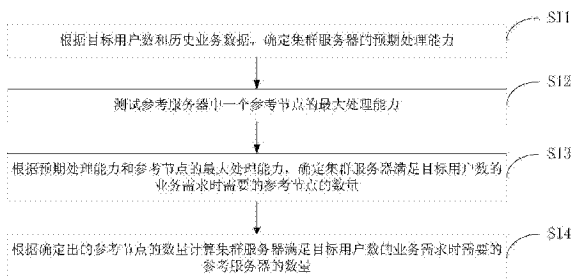 S11
根据目标用户数和历史业务数据，确定集群服务器的预期处理能力
S12
测试参考服务器中一个参考节点的最大处理能力
S13
根据预期处理能力和参考节点的最大处理能力，确定集群服务器满足目标用户数的
业务需求时需要的参考节点的数量
S14
根据确定出的参考节点的数量计算集群服务器满足目标用户数的业务需求时需要的
参考服务器的数量